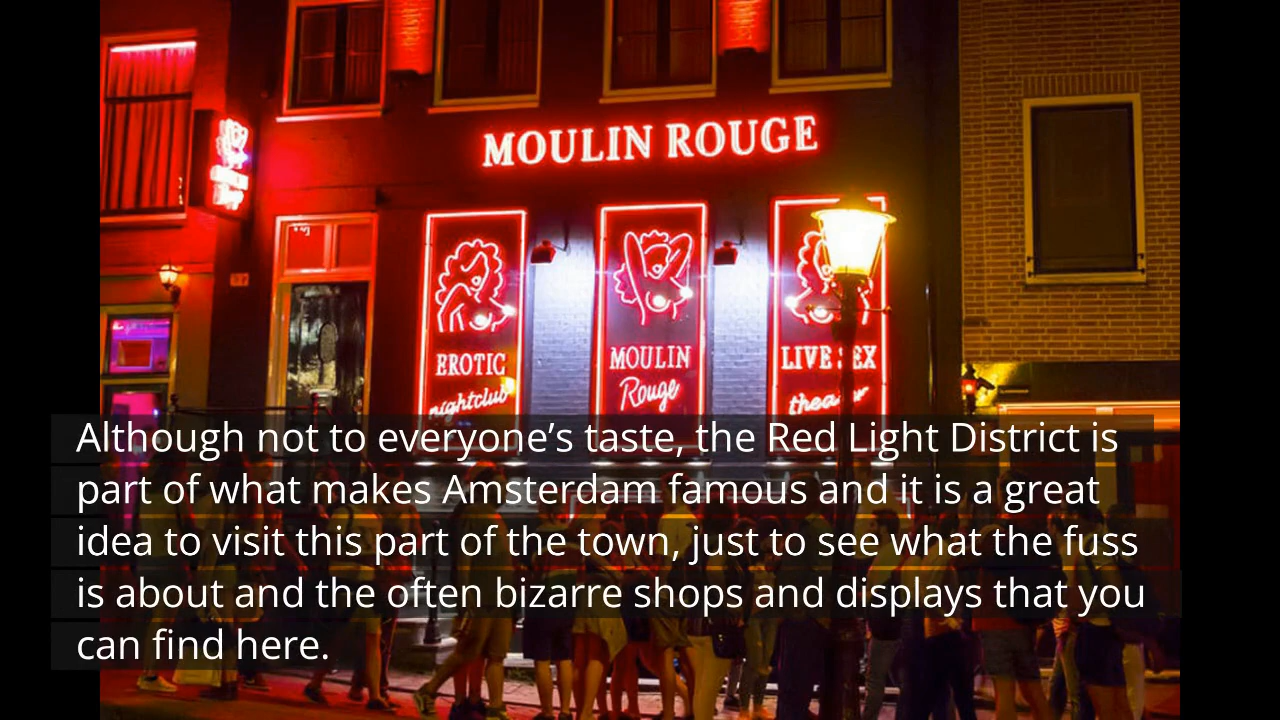 MOULIN ROUGE
EROTIC
nightclub
MOULIN
Rouge
LIVE SEX
theater
Although not to everyone’s taste, the Red Light District is
part of what makes Amsterdam famous and it is a great
idea to visit this part of the town, just to see what the fuss
is about and the often bizarre shops and displays that you
can find here.